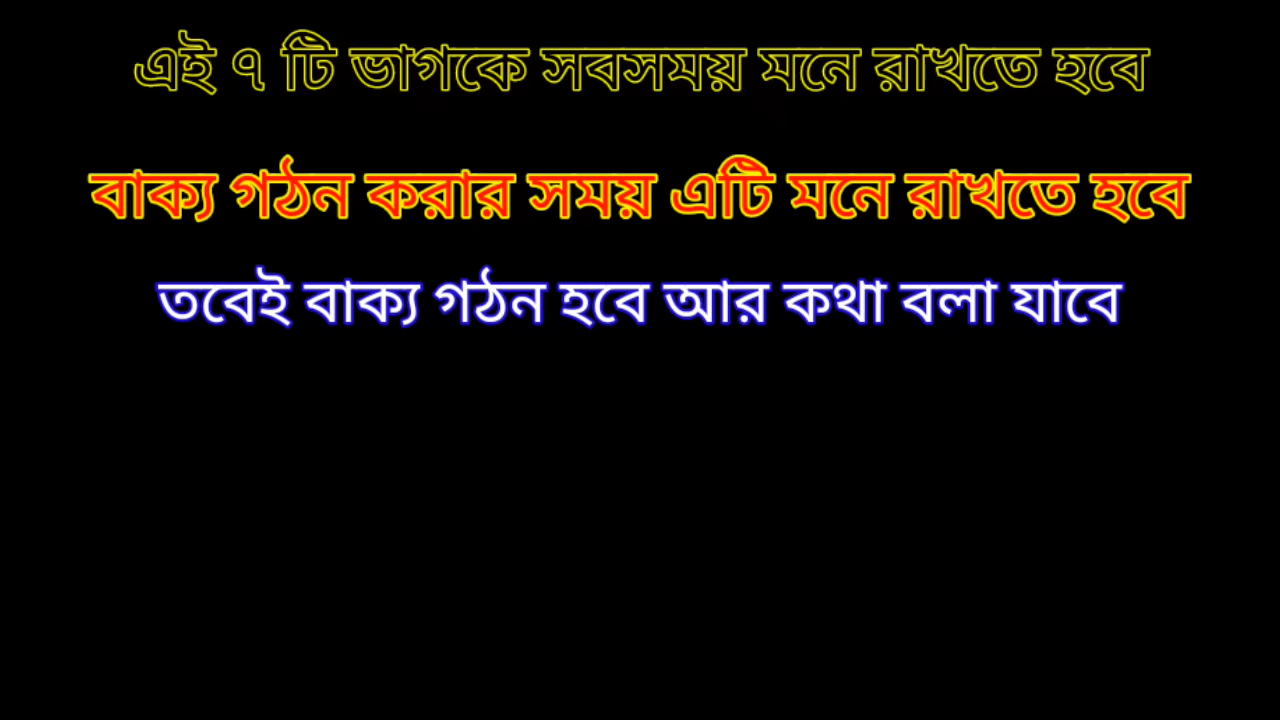 এই ৭ টি ভাগকে সবসময় মনে রাখতে হবে
বাক্য গঠন করার সময় এটি মনে রাখতে হবে
তবেই বাক্য গঠন হবে আর কথা বলা যাবে